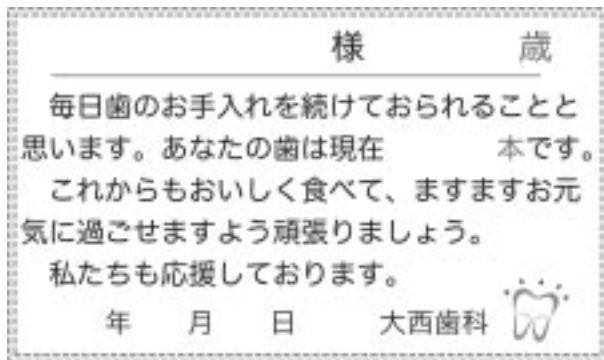 様　歳
毎日歯のお手入れを続けておられることと
思います。あなたの歯は現在　本です。
これからもおいしく食べて、ますますお元
気に過ごせますよう頑張りましょう。
私たちも応援しております。
年　月　日　大西歯科